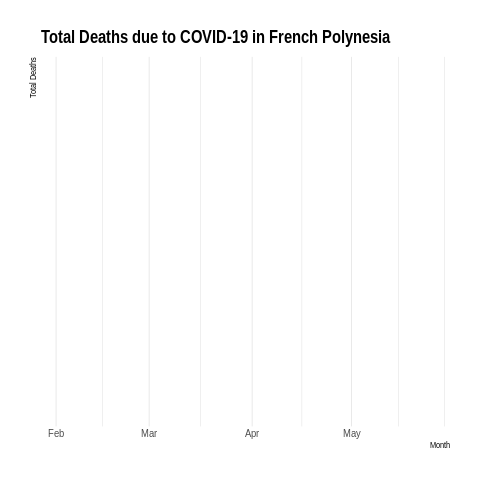 Total Deaths due to COVID-19 in French Polynesia
Total Deaths
Feb Mar Apr May
Month